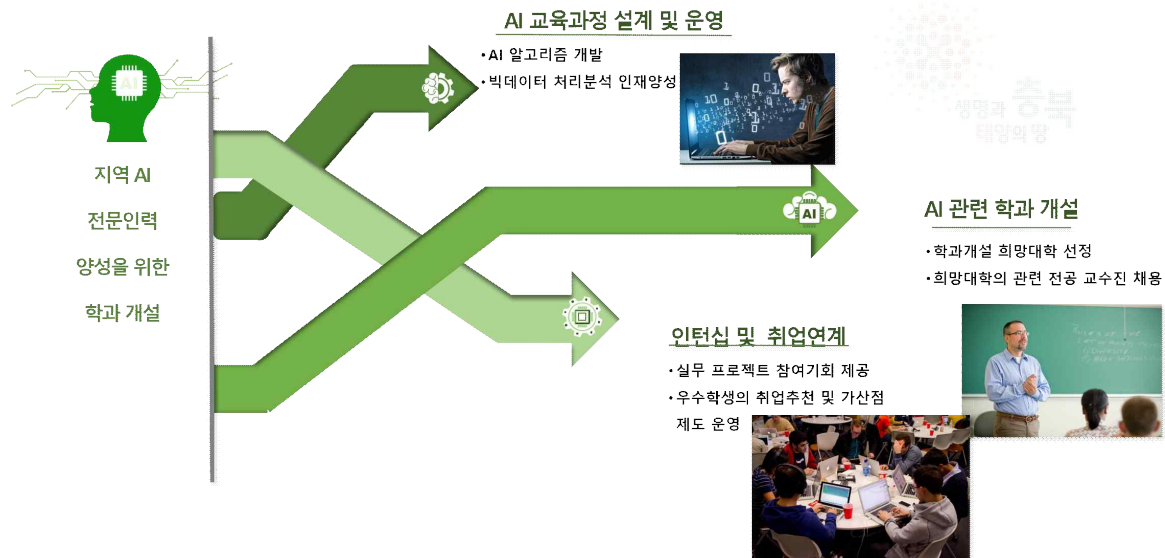 AI
지역 AI
전문인력
양성을 위한
학과 개설
AI 교육과정 설계 및 운영
•AI 알고리즘 개발
•빅데이터 처리분석 인재양성
생명과 충북
태양의 땅
AI
AI 관련 학과 개설
•학과개설 희망대학 선정
•희망대학의 관련 전공 교수진 채용
인턴십 및 취업연계
•실무 프로젝트 참여기회 제공
•우수학생의 취업추천 및 가산점
제도 운영